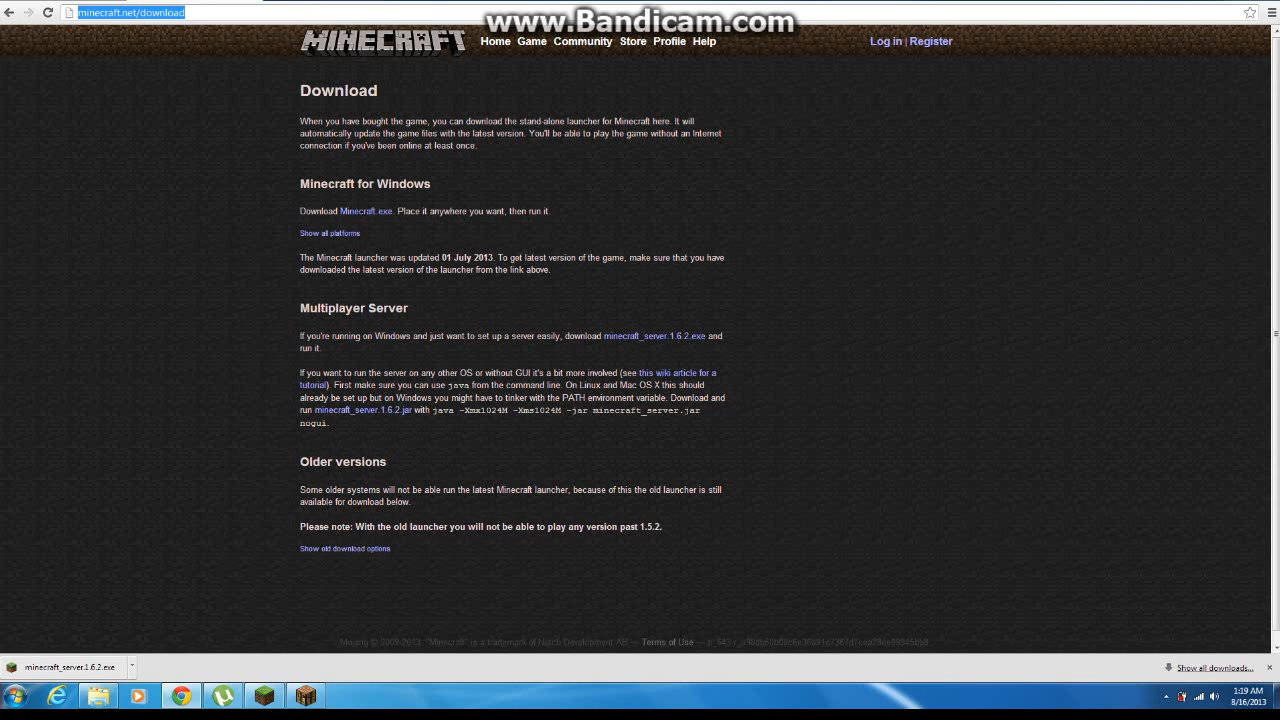 minecraft.net/download
www.Bandicam.com
MINECRAFT
Home Game Community Store Profile Help
Log in | Register
Download
When you have bought the game, you can download the stand-alone launcher for Minecraft here. It will
automatically update the game files with the latest version. You'll be able to play the game without an Internet
connection if you've been online at least once.
Minecraft for Windows
Download Minecraft.exe. Place it anywhere you want, then run it.
Show all platforms
The Minecraft launcher was updated 01 July 2013. To get latest version of the game, make sure that you have
downloaded the latest version of the launcher from the link above.
Multiplayer Server
If you're running on Windows and just want to set up a server easily, download minecraft_server.1.6.2.exe and
run it.
If you want to run the server on any other OS or without GUI it's a bit more involved (see this wiki article for a
tutorial). First make sure you can use java from the command line. On Linux and Mac OS X this should
already be set up but on Windows you might have to tinker with the PATH environment variable. Download and
run minecraft_server.1.6.2.jar with java -Xmx1024M -Xms1024M -jar minecraft_server.jar
nogui.
Older versions
Some older systems will not be able run the latest Minecraft launcher, because of this the old launcher is still
available for download below.
Please note: With the old launcher you will not be able to play any version past 1.5.2.
Show old download options
Mojang © 2009-2013. "Minecraft" is a trademark of Notch Development AB — Terms of Use —
minecraft_server.1.6.2.exe
Show all downloads...
1:19 AM
8/16/2013